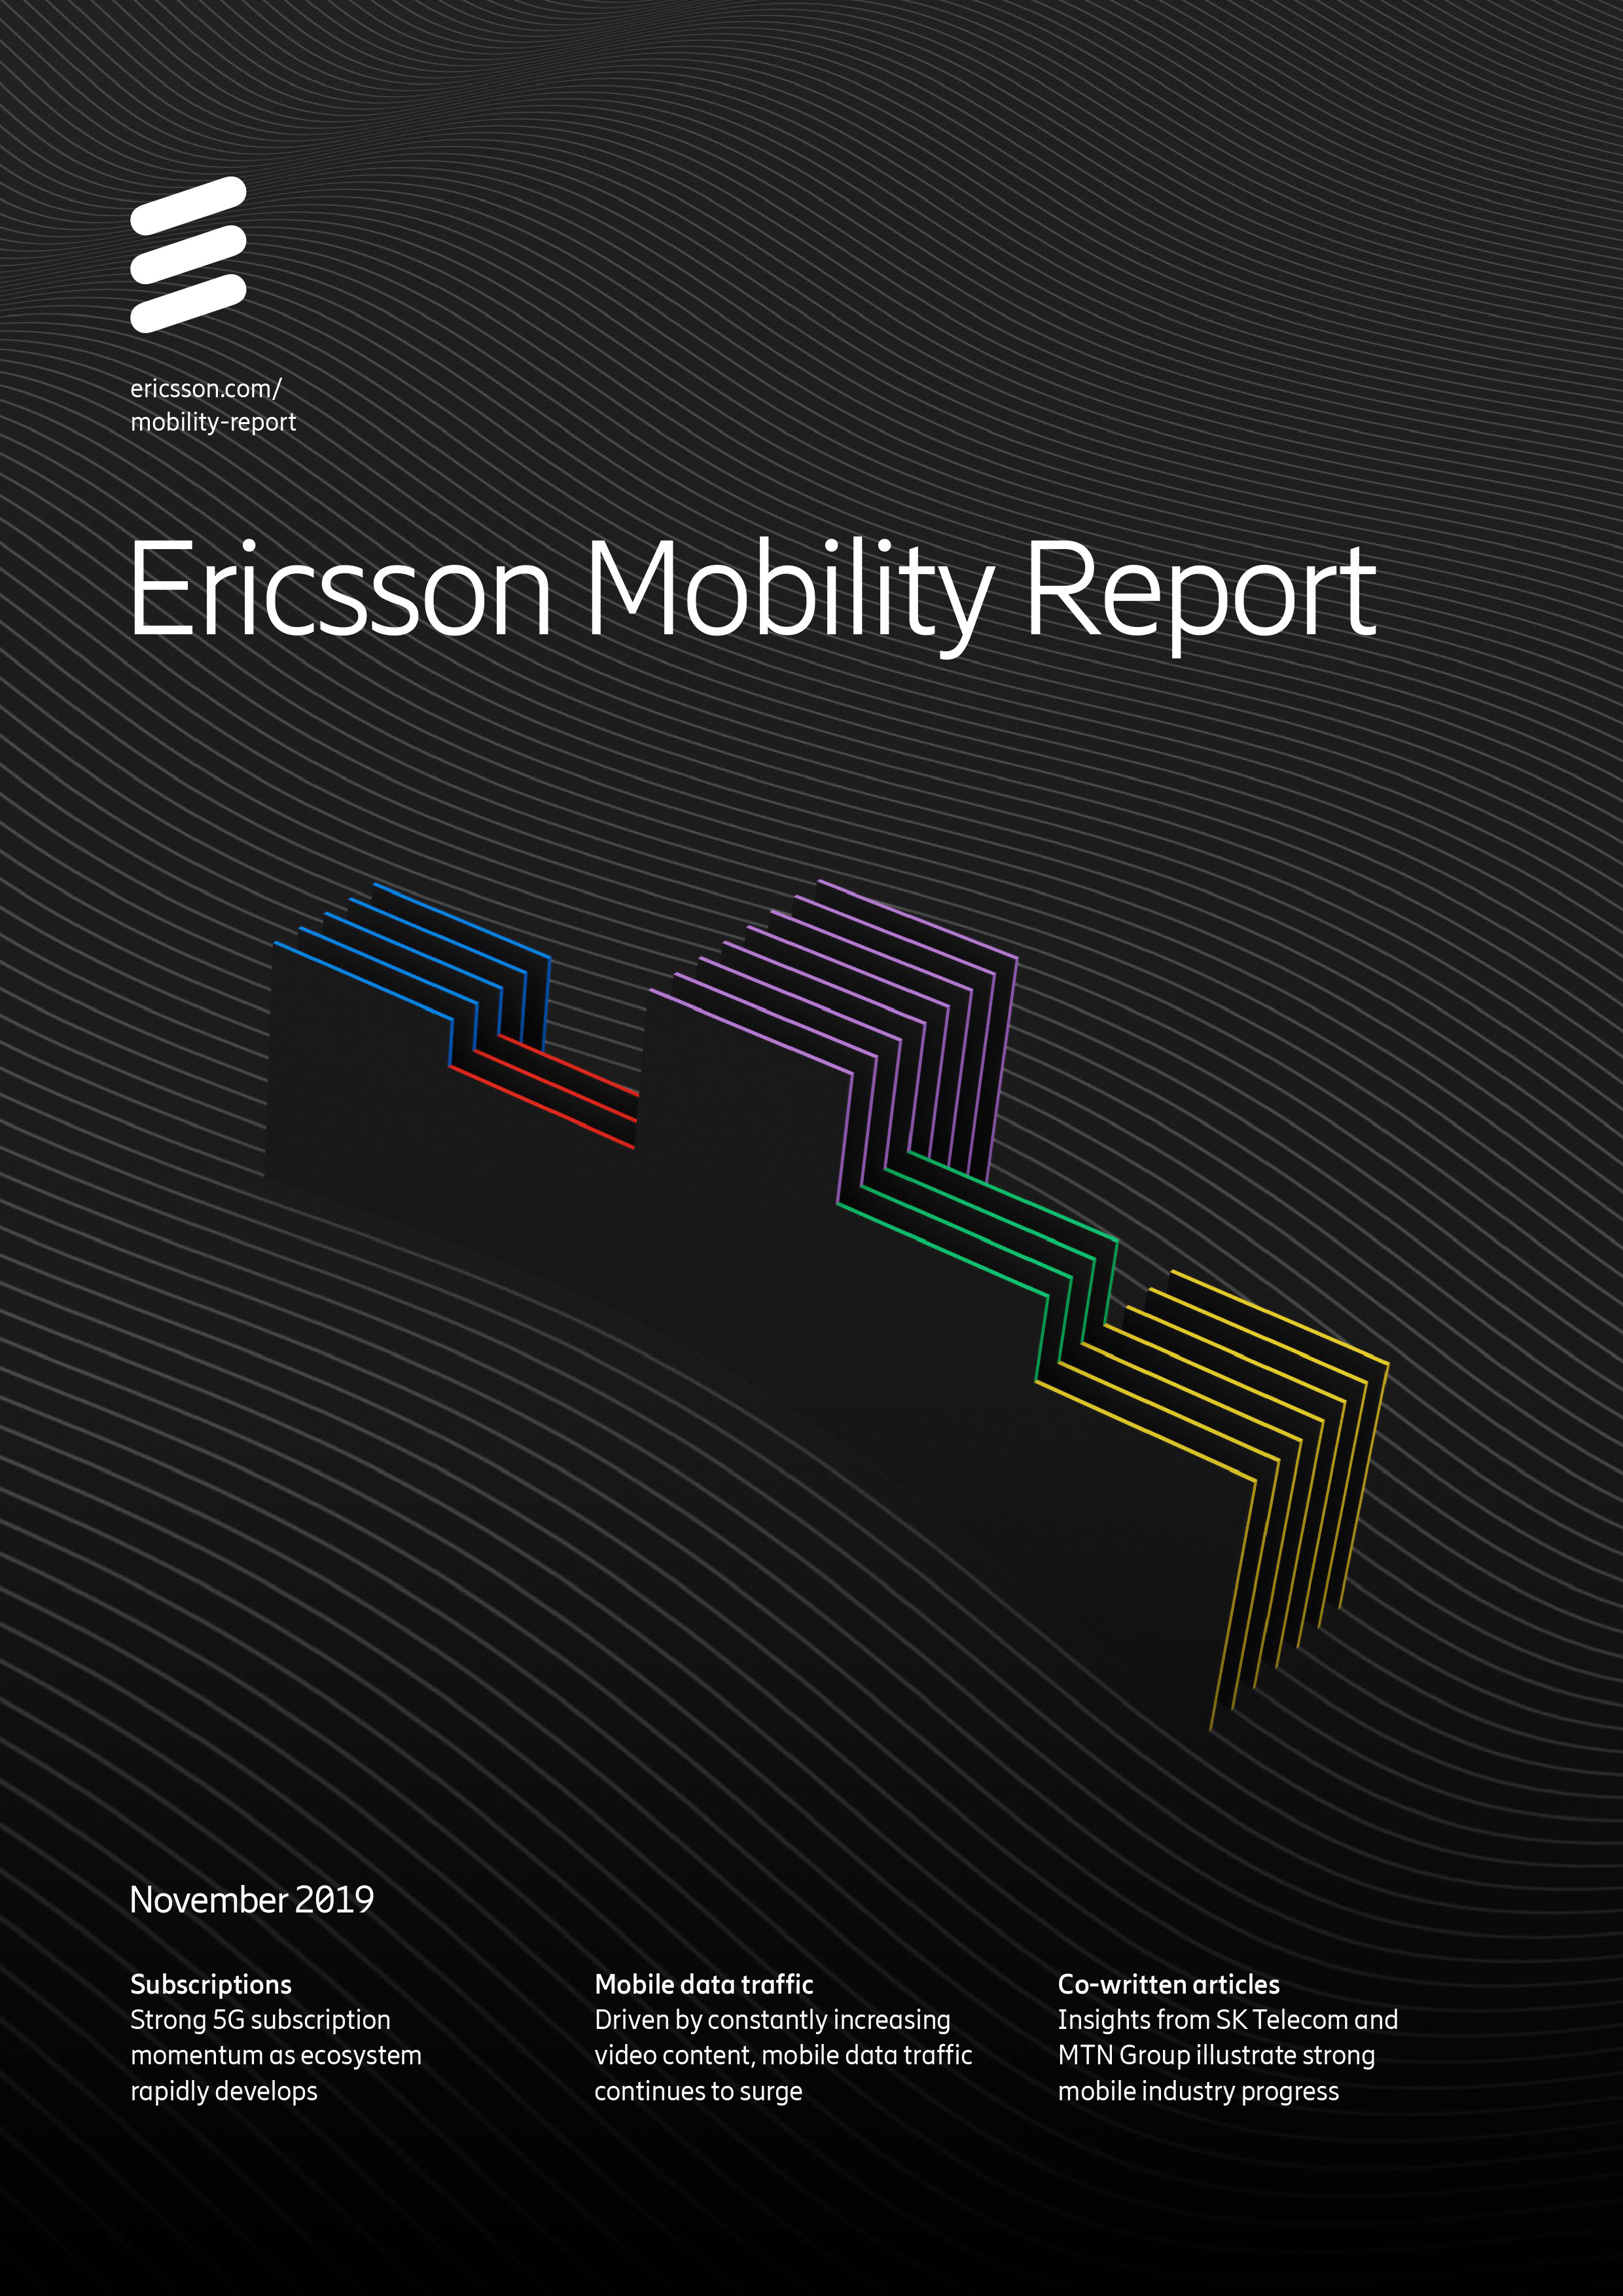 ericsson.com/
mobility-report
Ericsson Mobility Report
November 2019
Subscriptions
Strong 5G subscription
momentum as ecosystem
rapidly develops
Mobile data traffic
Driven by constantly increasing
video content, mobile data traffic
continues to surge
Co-written articles
Insights from SK Telecom and
MTN Group illustrate strong
mobile industry progress